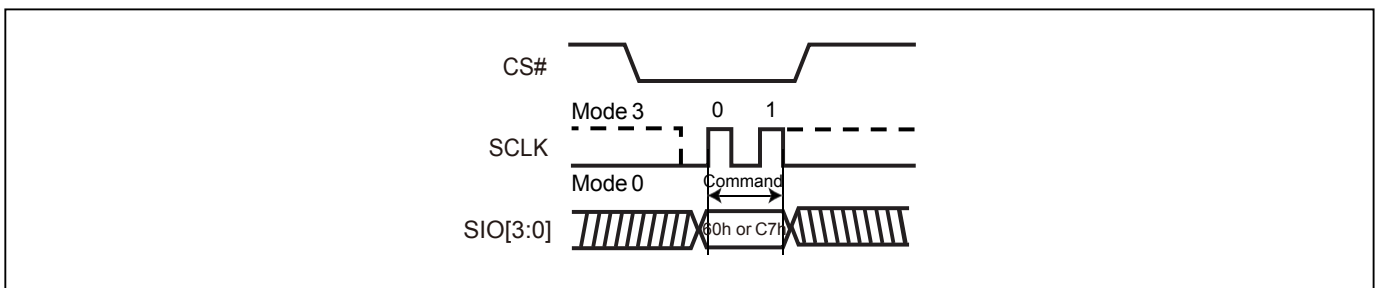 CS#
Mode 3 0 1
SCLK
Mode 0 Command
SIO[3:0] 60h or C7h